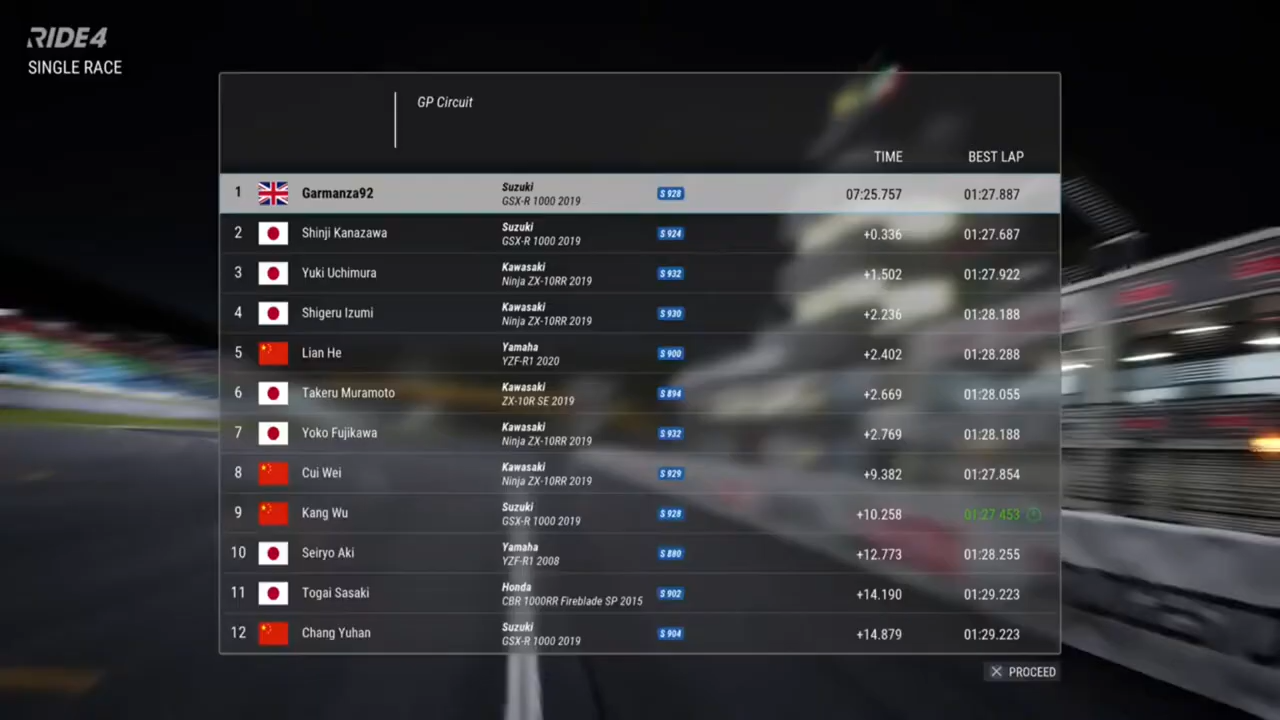 RIDE4
SINGLE RACE
GP Circuit
TIME BEST LAP
1 Garmanza92 Suzuki GSX-R 1000 2019 S 928 07:25.757 01:27.887
2 Shinji Kanazawa Suzuki GSX-R 1000 2019 S 924 +0.336 01:27.687
3 Yuki Uchimura Kawasaki Ninja ZX-10RR 2019 S 932 +1.502 01:27.922
4 Shigeru Izumi Kawasaki Ninja ZX-10RR 2019 S 930 +2.236 01:28.188
5 Lian He Yamaha YZF-R1 2020 S 900 +2.402 01:28.288
6 Takeru Muramoto Kawasaki ZX-10R SE 2019 S 894 +2.669 01:28.055
7 Yoko Fujikawa Kawasaki Ninja ZX-10RR 2019 S 932 +2.769 01:28.188
8 Cui Wei Kawasaki Ninja ZX-10RR 2019 S 929 +9.382 01:27.854
9 Kang Wu Suzuki GSX-R 1000 2019 S 928 +10.258 01:27.453
10 Seiryo Aki Yamaha YZF-R1 2008 S 880 +12.773 01:28.255
11 Togai Sasaki Honda CBR 1000RR Fireblade SP 2015 S 902 +14.190 01:29.223
12 Chang Yuhan Suzuki GSX-R 1000 2019 S 904 +14.879 01:29.223
PROCEED